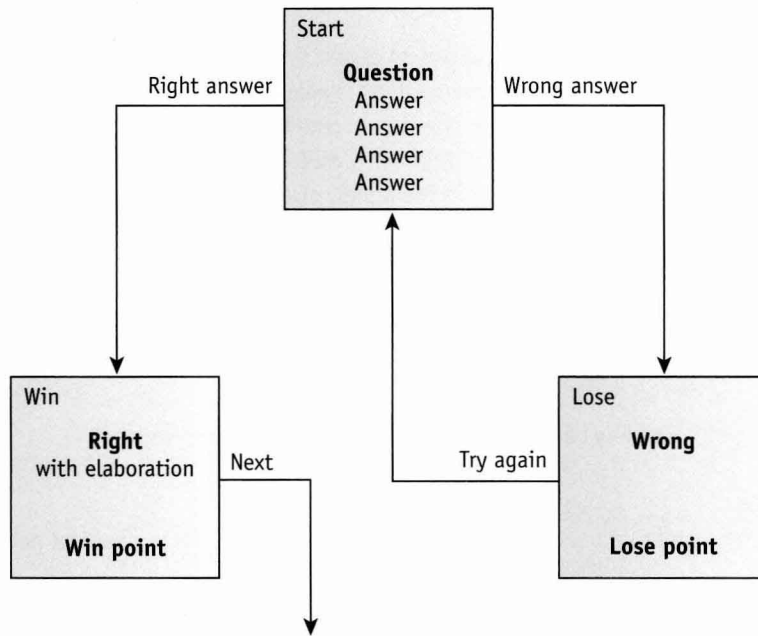 Start
Question
Answer
Answer
Answer
Answer
Right answer
Wrong answer
Win
Right
with elaboration
Win point
Next
Try again
Lose
Wrong
Lose point